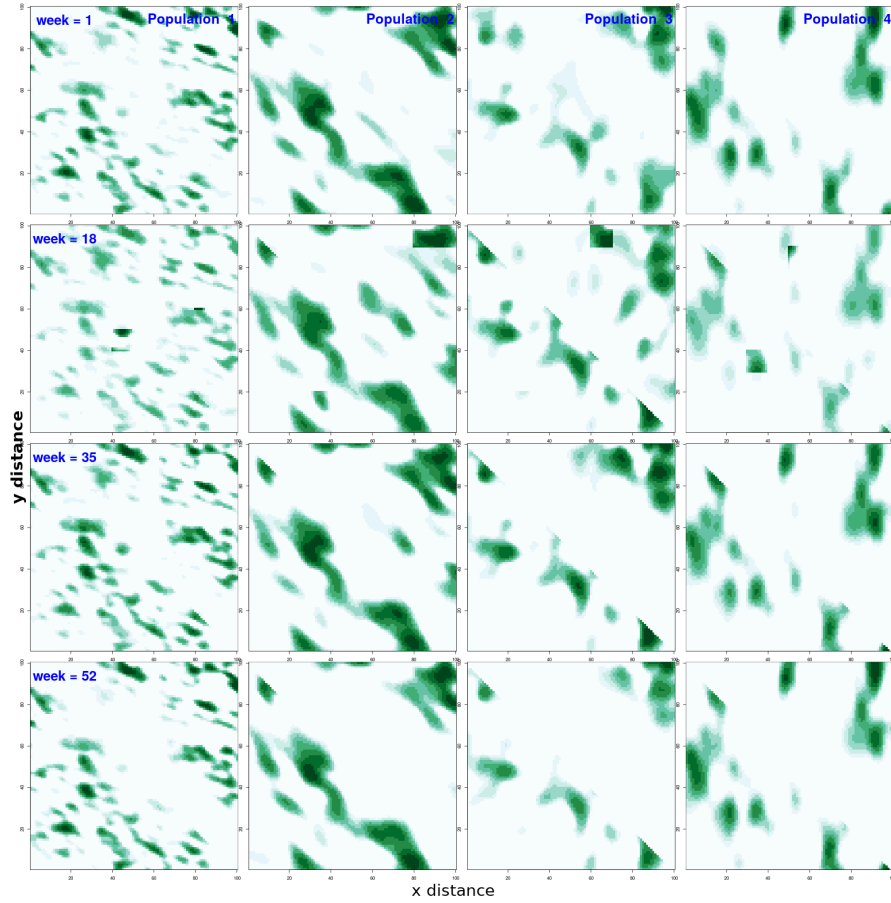 week = 1
Population 1
Population 2
Population 3
Population 4
week = 18
week = 35
week = 52
y distance
x distance